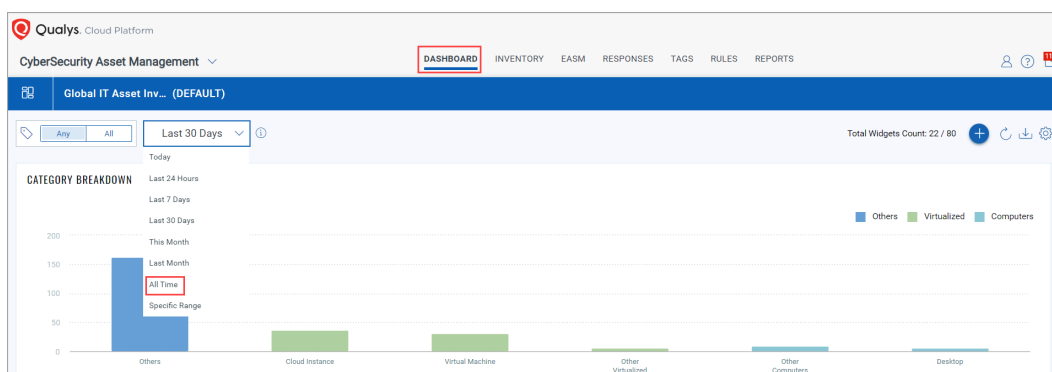 Qualys. Cloud Platform
CyberSecurity Asset Management
DASHBOARD INVENTORY EASM RESPONSES TAGS RULES REPORTS
11
Global IT Asset Inv... (DEFAULT)
Any All Last 30 Days Total Widgets Count: 22 / 80
Today
Last 24 Hours
Last 7 Days
Last 30 Days
This Month
Last Month
All Time
Specific Range
CATEGORY BREAKDOWN
Others Virtualized Computers
200
150
100
50
0
Others Cloud Instance Virtual Machine Other Virtualized Other Computers Desktop